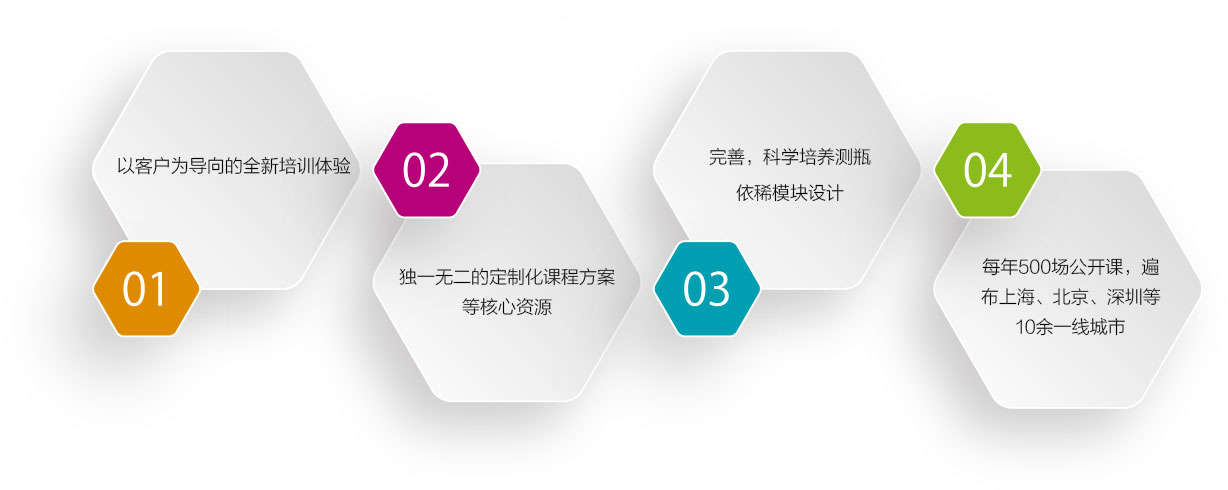 以客户为导向的全新培训体验
01
02
独一无二的定制化课程方案
等核心资源
完善，科学培养测瓶
依稀模块设计
03
04
每年500场公开课，遍
布上海、北京、深圳等
10余一线城市